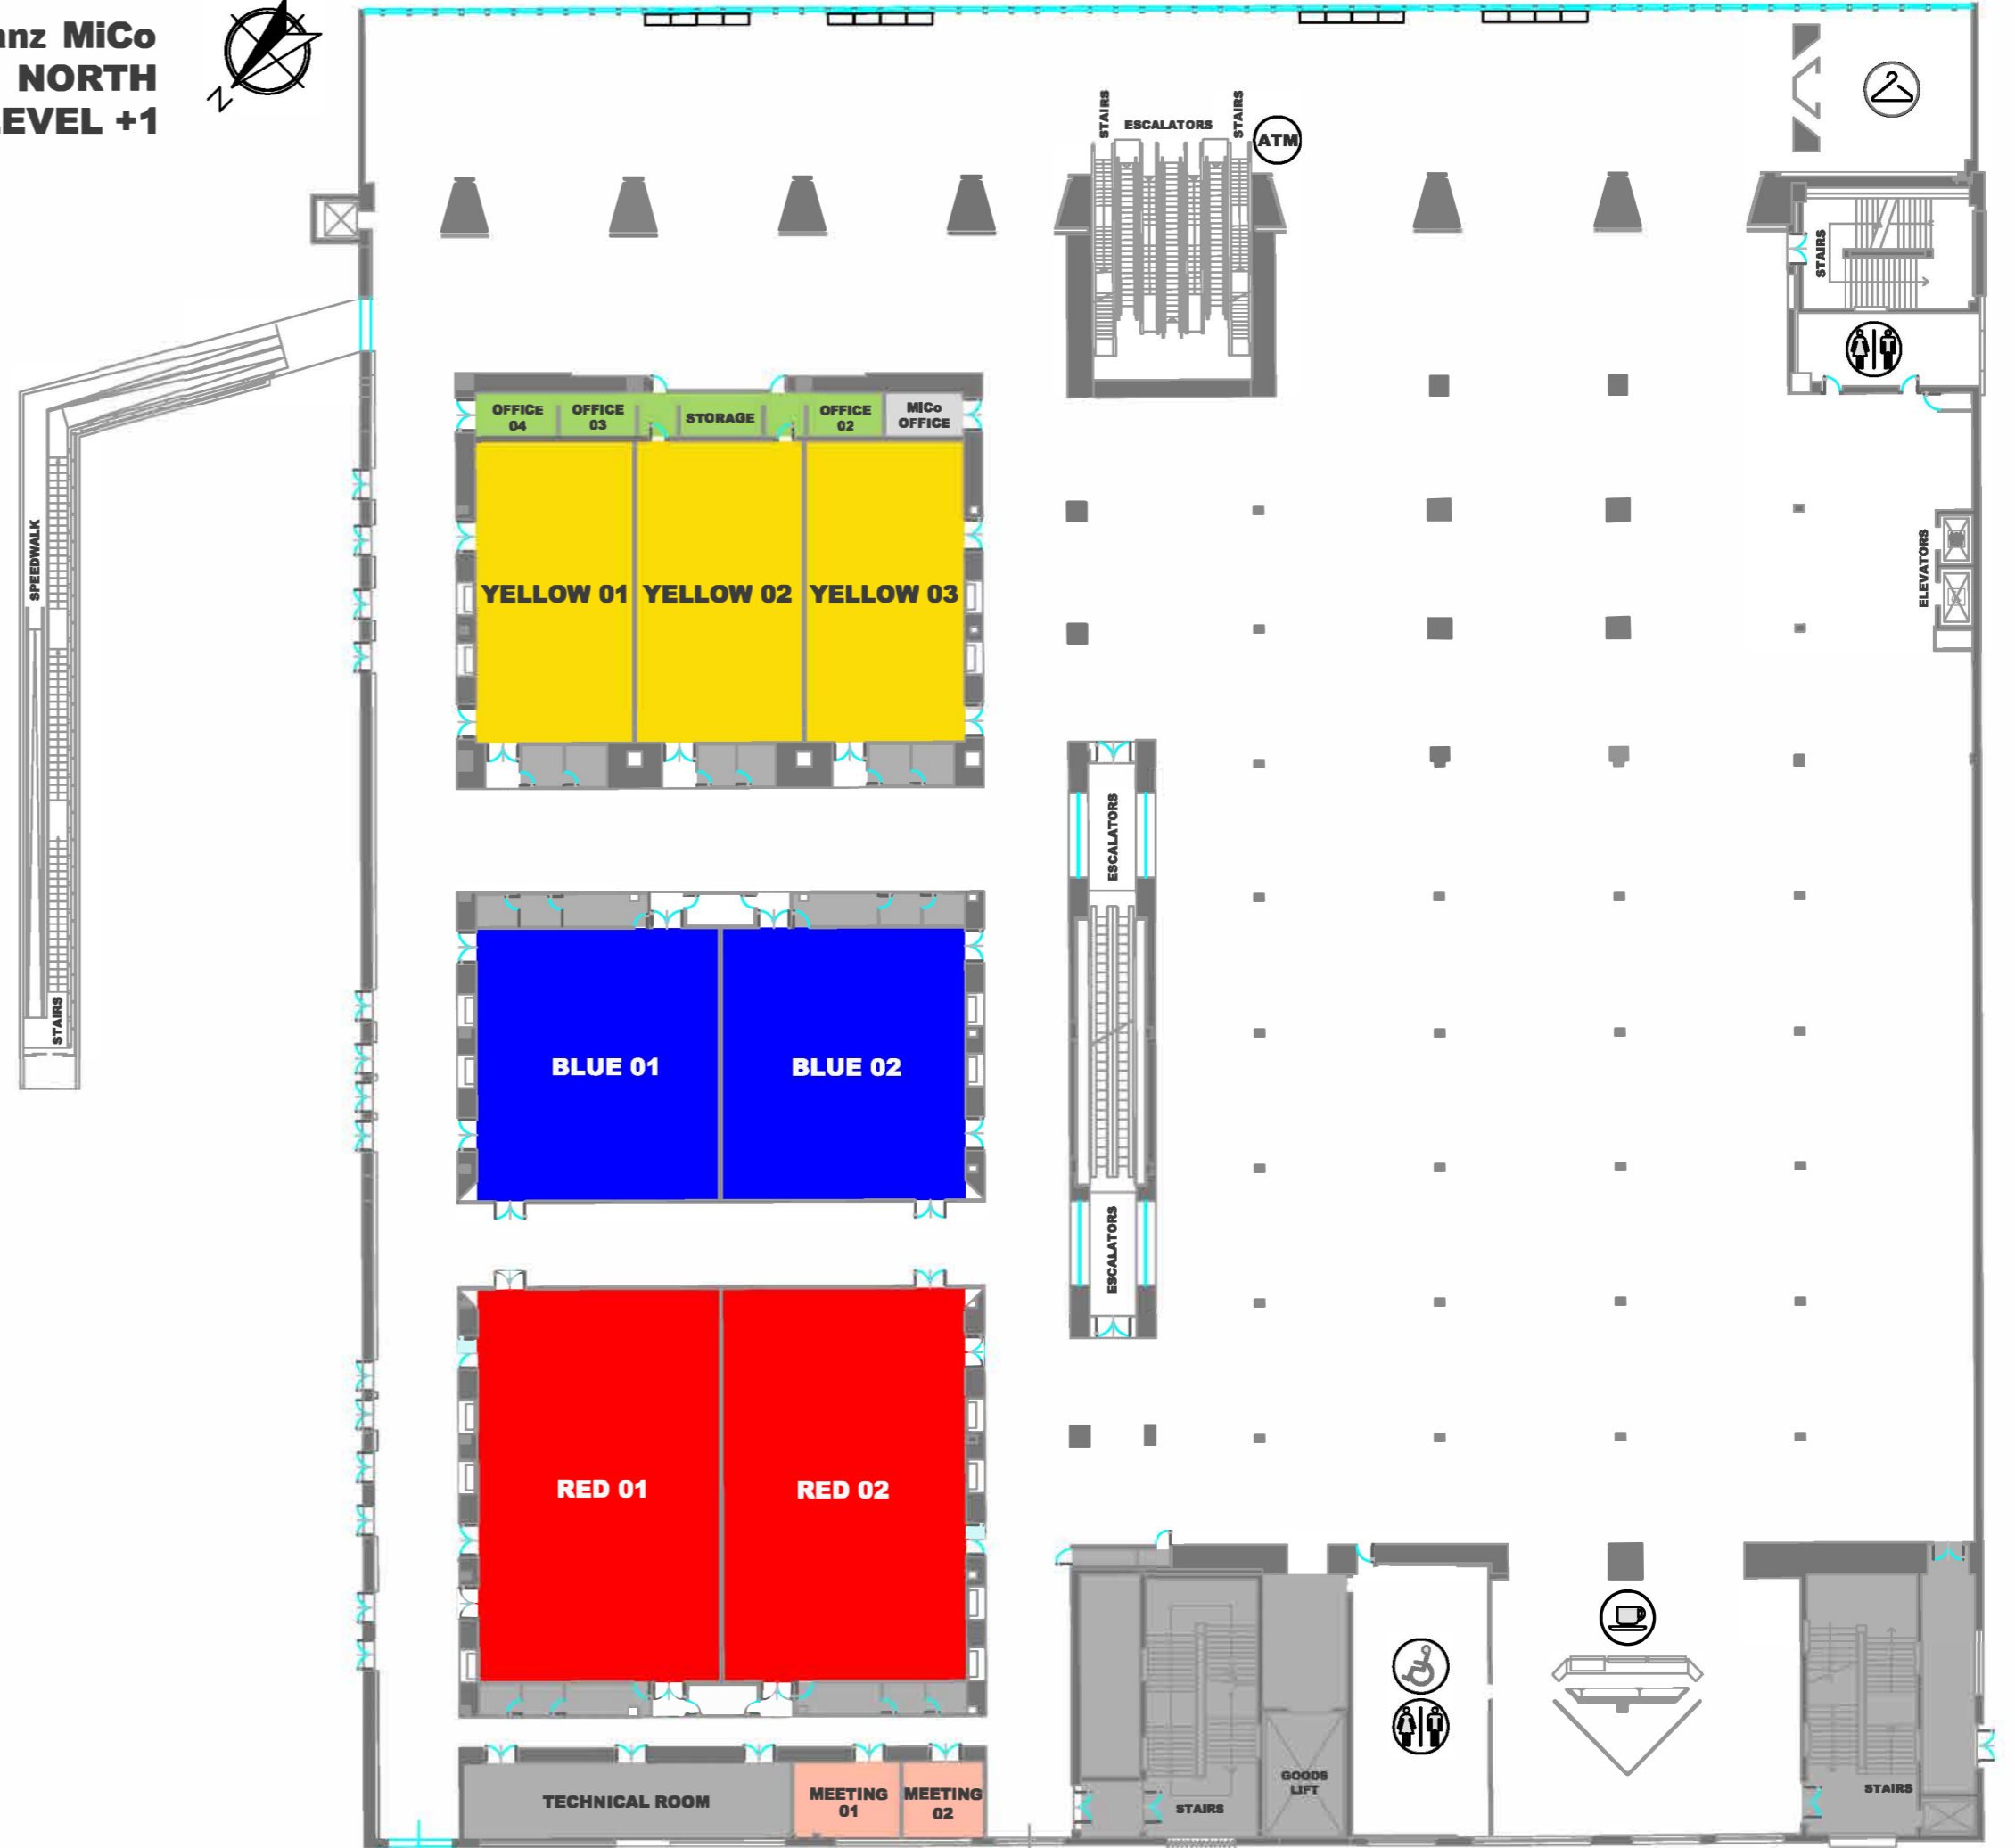 MiCo
NORTH
LEVEL +1
N
STAIRS
ESCALATORS
STAIRS
ATM
STAIRS
OFFICE
04
OFFICE
03
STORAGE
OFFICE
02
MICo
OFFICE
SPEEDWALK
STAIRS
YELLOW 01
YELLOW 02
YELLOW 03
ELEVATORS
ESCALATORS
BLUE 01
BLUE 02
ESCALATORS
RED 01
RED 02
TECHNICAL ROOM
MEETING
01
MEETING
02
STAIRS
GOODS
LIFT
STAIRS